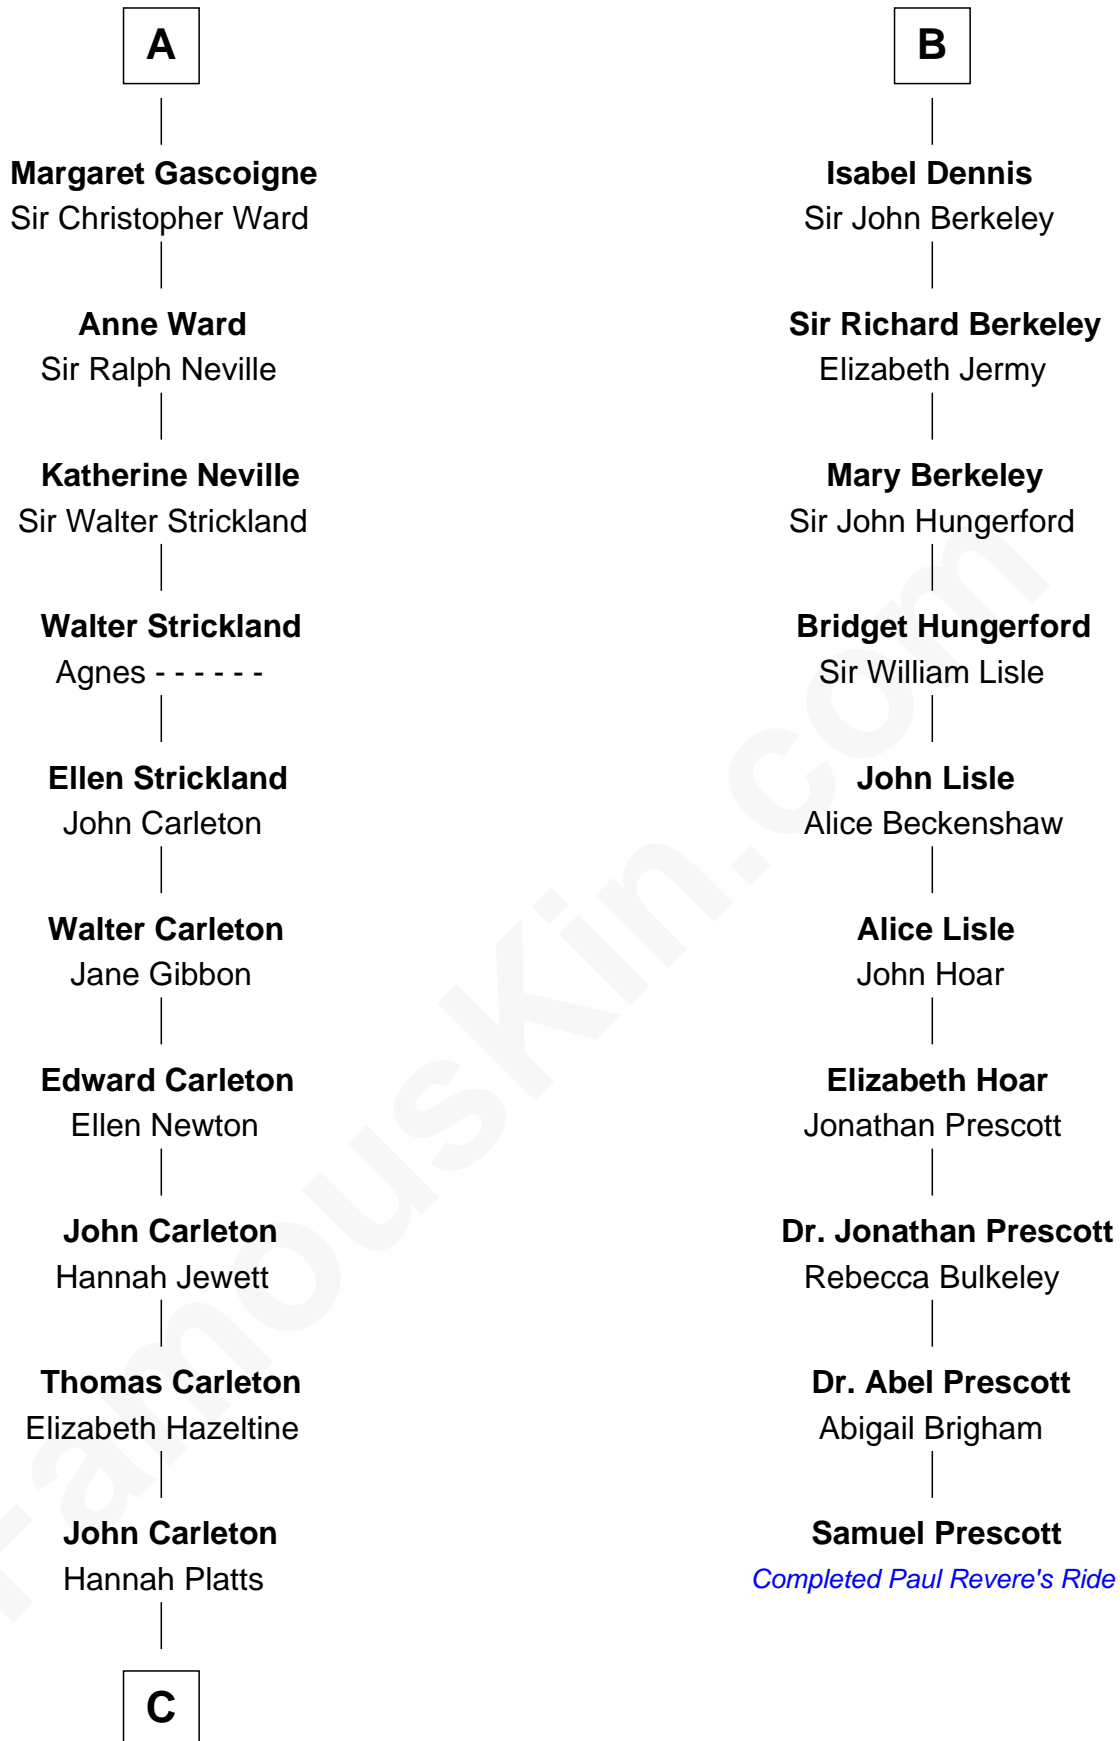 A
Margaret Gascoigne
Sir Christopher Ward
Anne Ward
Sir Ralph Neville
Katherine Neville
Sir Walter Strickland
Walter Strickland
Agnes - - - - - -
Ellen Strickland
John Carleton
Walter Carleton
Jane Gibbon
Edward Carleton
Ellen Newton
John Carleton
Hannah Jewett
Thomas Carleton
Elizabeth Hazeltine
John Carleton
Hannah Platts
C
B
Isabel Dennis
Sir John Berkeley
Sir Richard Berkeley
Elizabeth Jermy
Mary Berkeley
Sir John Hungerford
Bridget Hungerford
Sir William Lisle
John Lisle
Alice Beckenshaw
Alice Lisle
John Hoar
Elizabeth Hoar
Jonathan Prescott
Dr. Jonathan Prescott
Rebecca Bulkeley
Dr. Abel Prescott
Abigail Brigham
Samuel Prescott
Completed Paul Revere's Ride
FamousKin.com